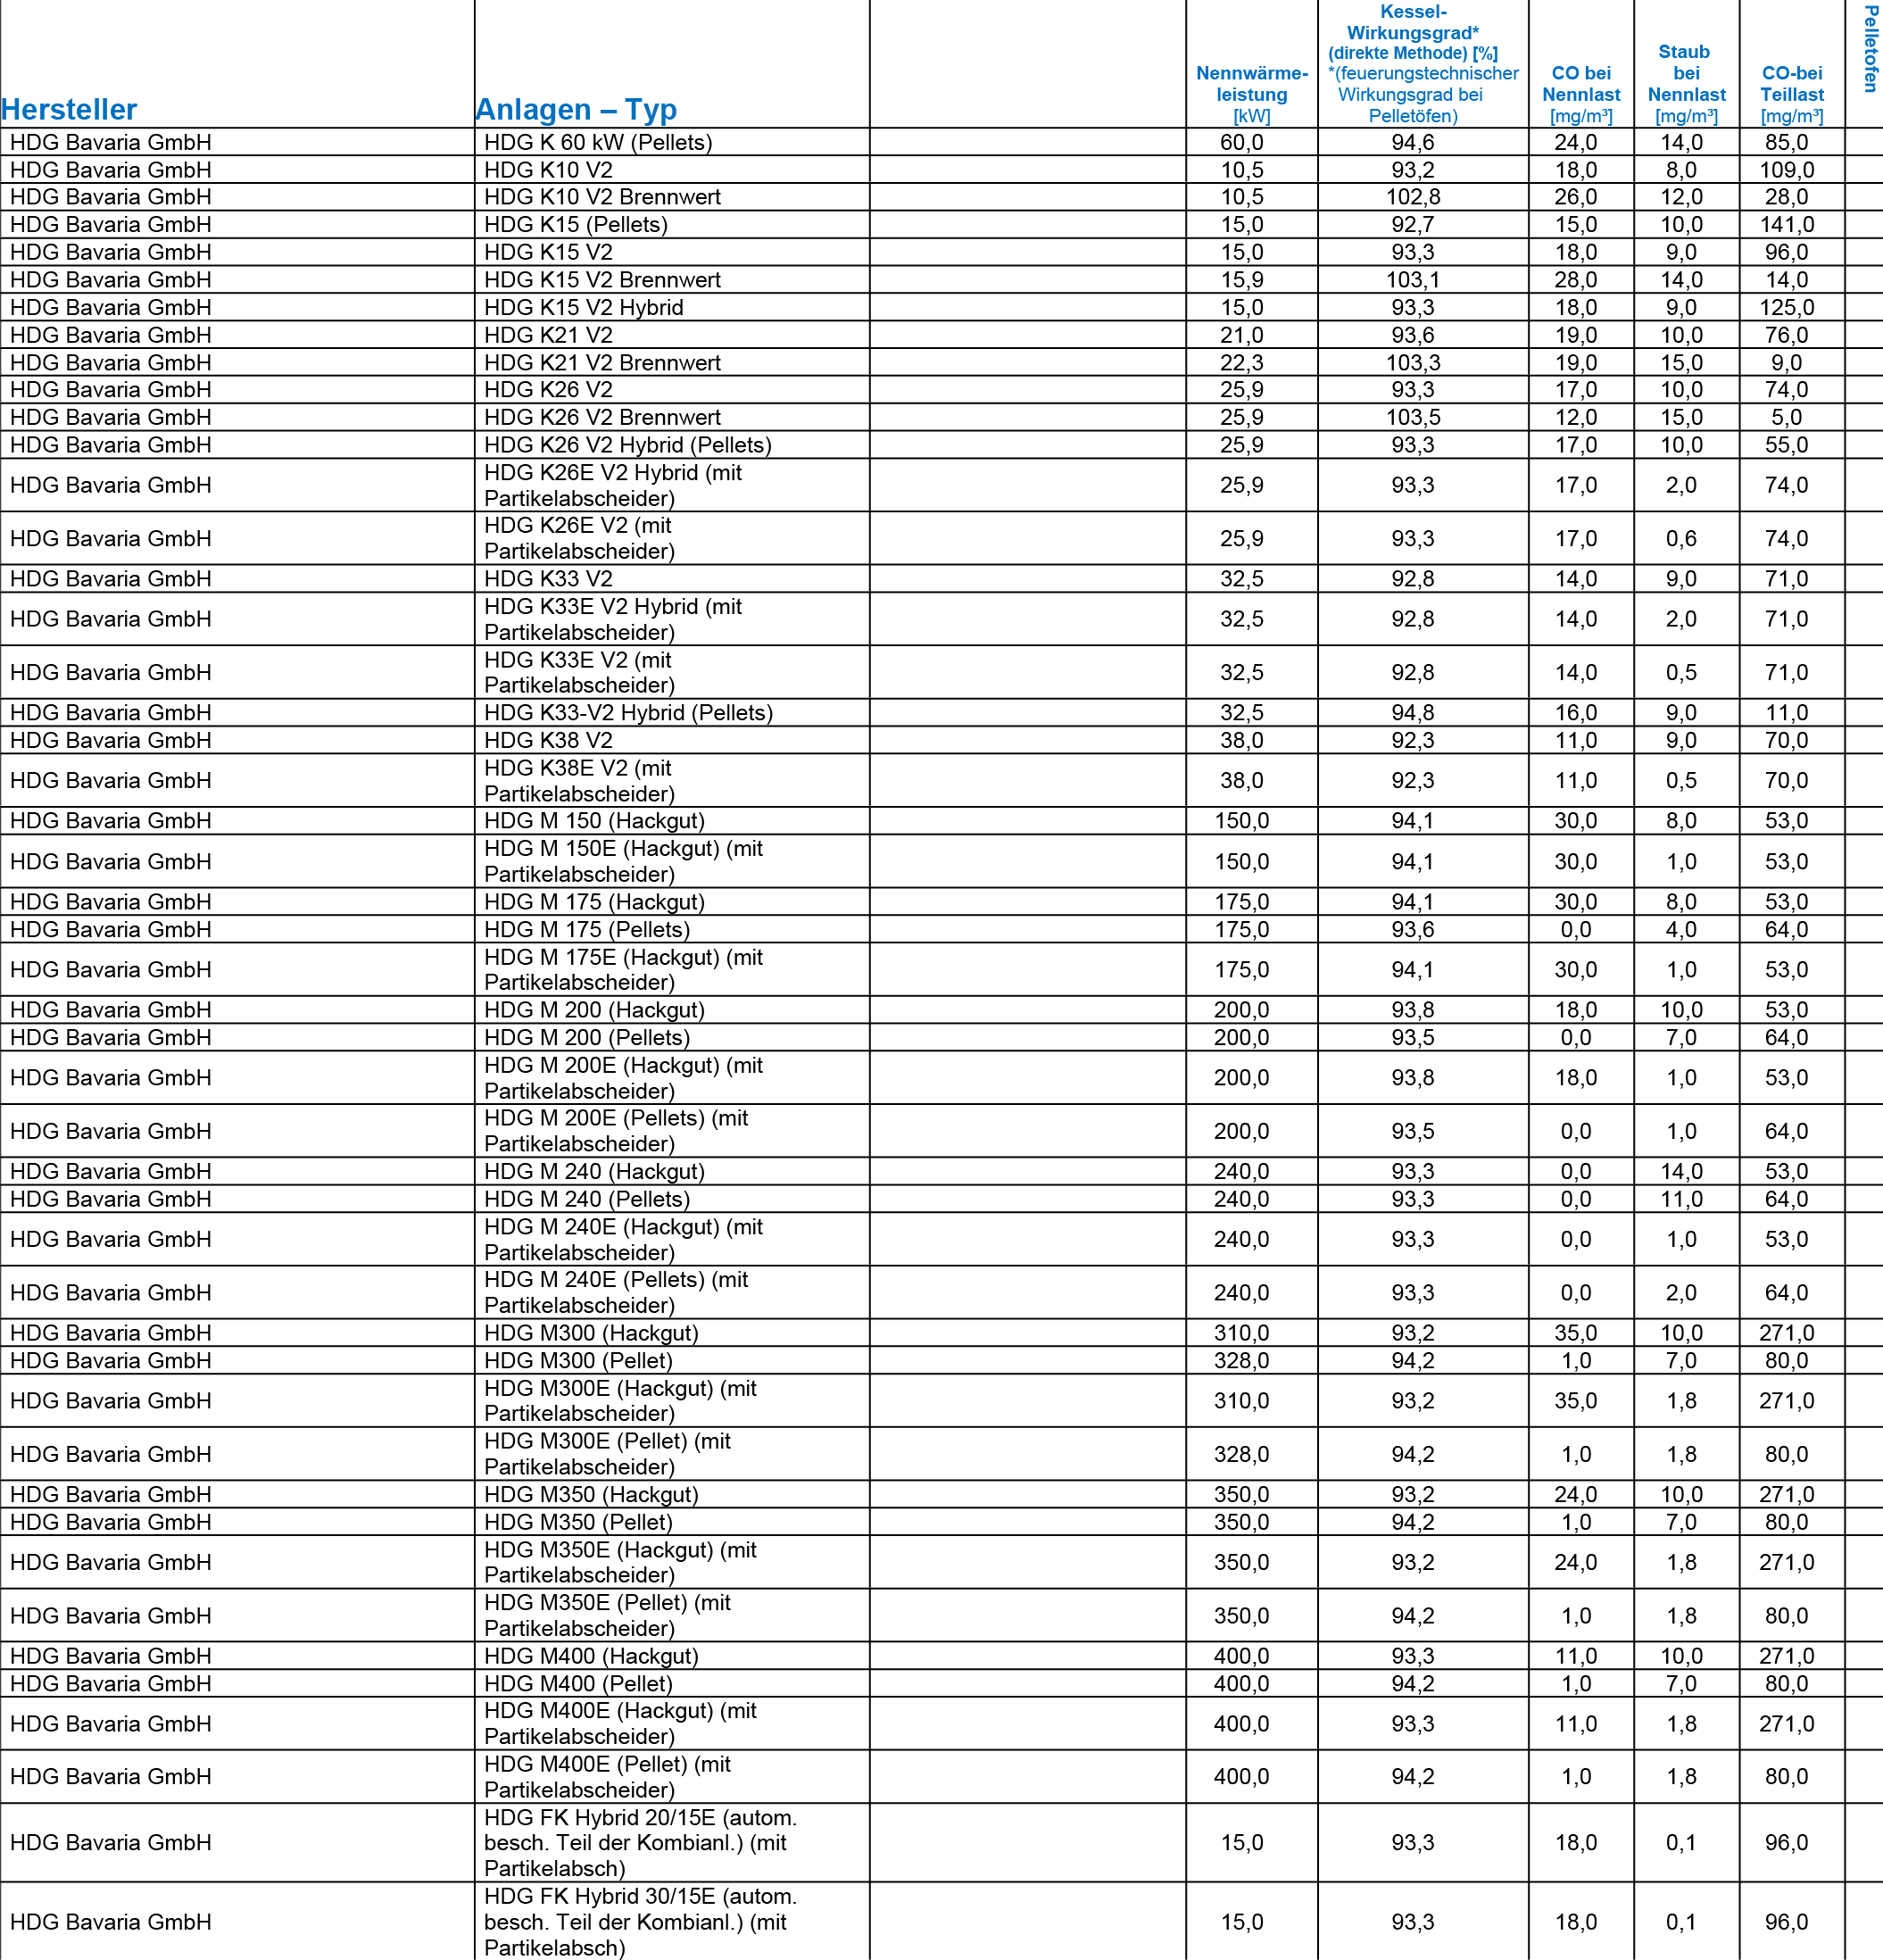 Hersteller Anlagen – Typ Nennwärme-leistung [kW] Kessel-Wirkungsgrad* (direkte Methode) [%] *(feuerungstechnischer Wirkungsgrad bei Pelletöfen) CO bei Nennlast [mg/m³] Staub bei Nennlast [mg/m³] CO-bei Teillast [mg/m³] Pelletofen
HDG Bavaria GmbH HDG K 60 kW (Pellets) 60,0 94,6 24,0 14,0 85,0
HDG Bavaria GmbH HDG K10 V2 10,5 93,2 18,0 8,0 109,0
HDG Bavaria GmbH HDG K10 V2 Brennwert 10,5 102,8 26,0 12,0 28,0
HDG Bavaria GmbH HDG K15 (Pellets) 15,0 92,7 15,0 10,0 141,0
HDG Bavaria GmbH HDG K15 V2 15,0 93,3 18,0 9,0 96,0
HDG Bavaria GmbH HDG K15 V2 Brennwert 15,9 103,1 28,0 14,0 14,0
HDG Bavaria GmbH HDG K15 V2 Hybrid 15,0 93,3 18,0 9,0 125,0
HDG Bavaria GmbH HDG K21 V2 21,0 93,6 19,0 10,0 76,0
HDG Bavaria GmbH HDG K21 V2 Brennwert 22,3 103,3 19,0 15,0 9,0
HDG Bavaria GmbH HDG K26 V2 25,9 93,3 17,0 10,0 74,0
HDG Bavaria GmbH HDG K26 V2 Brennwert 25,9 103,5 12,0 15,0 5,0
HDG Bavaria GmbH HDG K26 V2 Hybrid (Pellets) 25,9 93,3 17,0 10,0 55,0
HDG Bavaria GmbH HDG K26E V2 Hybrid (mit Partikelabscheider) 25,9 93,3 17,0 2,0 74,0
HDG Bavaria GmbH HDG K26E V2 (mit Partikelabscheider) 25,9 93,3 17,0 0,6 74,0
HDG Bavaria GmbH HDG K33 V2 32,5 92,8 14,0 9,0 71,0
HDG Bavaria GmbH HDG K33E V2 Hybrid (mit Partikelabscheider) 32,5 92,8 14,0 2,0 71,0
HDG Bavaria GmbH HDG K33E V2 (mit Partikelabscheider) 32,5 92,8 14,0 0,5 71,0
HDG Bavaria GmbH HDG K33-V2 Hybrid (Pellets) 32,5 94,8 16,0 9,0 11,0
HDG Bavaria GmbH HDG K38 V2 38,0 92,3 11,0 9,0 70,0
HDG Bavaria GmbH HDG K38E V2 (mit Partikelabscheider) 38,0 92,3 11,0 0,5 70,0
HDG Bavaria GmbH HDG M 150 (Hackgut) 150,0 94,1 30,0 8,0 53,0
HDG Bavaria GmbH HDG M 150E (Hackgut) (mit Partikelabscheider) 150,0 94,1 30,0 1,0 53,0
HDG Bavaria GmbH HDG M 175 (Hackgut) 175,0 94,1 30,0 8,0 53,0
HDG Bavaria GmbH HDG M 175 (Pellets) 175,0 93,6 0,0 4,0 64,0
HDG Bavaria GmbH HDG M 175E (Hackgut) (mit Partikelabscheider) 175,0 94,1 30,0 1,0 53,0
HDG Bavaria GmbH HDG M 200 (Hackgut) 200,0 93,8 18,0 10,0 53,0
HDG Bavaria GmbH HDG M 200 (Pellets) 200,0 93,5 0,0 7,0 64,0
HDG Bavaria GmbH HDG M 200E (Hackgut) (mit Partikelabscheider) 200,0 93,8 18,0 1,0 53,0
HDG Bavaria GmbH HDG M 200E (Pellets) (mit Partikelabscheider) 200,0 93,5 0,0 1,0 64,0
HDG Bavaria GmbH HDG M 240 (Hackgut) 240,0 93,3 0,0 14,0 53,0
HDG Bavaria GmbH HDG M 240 (Pellets) 240,0 93,3 0,0 11,0 64,0
HDG Bavaria GmbH HDG M 240E (Hackgut) (mit Partikelabscheider) 240,0 93,3 0,0 1,0 53,0
HDG Bavaria GmbH HDG M 240E (Pellets) (mit Partikelabscheider) 240,0 93,3 0,0 2,0 64,0
HDG Bavaria GmbH HDG M300 (Hackgut) 310,0 93,2 35,0 10,0 271,0
HDG Bavaria GmbH HDG M300 (Pellet) 328,0 94,2 1,0 7,0 80,0
HDG Bavaria GmbH HDG M300E (Hackgut) (mit Partikelabscheider) 310,0 93,2 35,0 1,8 271,0
HDG Bavaria GmbH HDG M300E (Pellet) (mit Partikelabscheider) 328,0 94,2 1,0 1,8 80,0
HDG Bavaria GmbH HDG M350 (Hackgut) 350,0 93,2 24,0 10,0 271,0
HDG Bavaria GmbH HDG M350 (Pellet) 350,0 94,2 1,0 7,0 80,0
HDG Bavaria GmbH HDG M350E (Hackgut) (mit Partikelabscheider) 350,0 93,2 24,0 1,8 271,0
HDG Bavaria GmbH HDG M350E (Pellet) (mit Partikelabscheider) 350,0 94,2 1,0 1,8 80,0
HDG Bavaria GmbH HDG M400 (Hackgut) 400,0 93,3 11,0 10,0 271,0
HDG Bavaria GmbH HDG M400 (Pellet) 400,0 94,2 1,0 7,0 80,0
HDG Bavaria GmbH HDG M400E (Hackgut) (mit Partikelabscheider) 400,0 93,3 11,0 1,8 271,0
HDG Bavaria GmbH HDG M400E (Pellet) (mit Partikelabscheider) 400,0 94,2 1,0 1,8 80,0
HDG Bavaria GmbH HDG FK Hybrid 20/15E (autom. besch. Teil der Kombianl.) (mit Partikelabsch) 15,0 93,3 18,0 0,1 96,0
HDG Bavaria GmbH HDG FK Hybrid 30/15E (autom. besch. Teil der Kombianl.) (mit Partikelabsch) 15,0 93,3 18,0 0,1 96,0